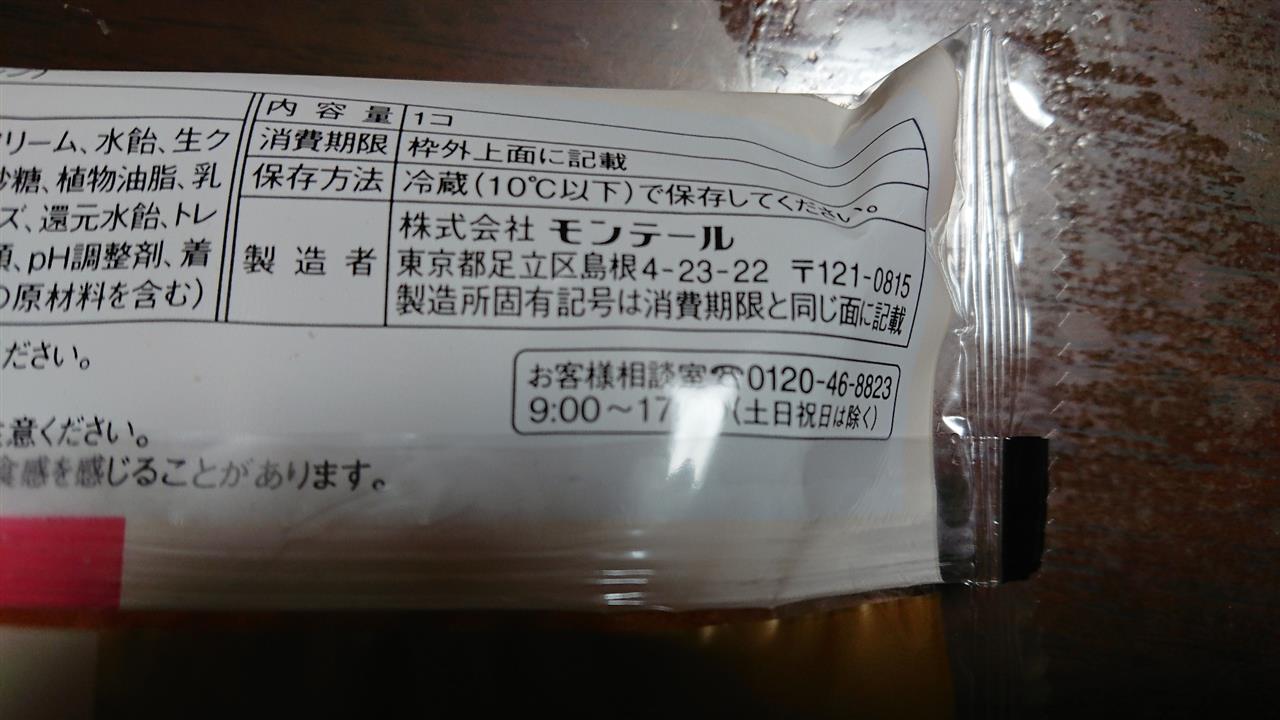 リーム、水飴、生ク
砂糖、植物油脂、乳
ズ、還元水飴、トレ
、pH調整剤、着
原材料を含む)
内容量 1コ
消費期限 枠外上面に記載
保存方法 冷蔵(10℃以下)で保存してください。
製造者 株式会社 モンテール
東京都足立区島根4-23-22 〒121-0815
製造所固有記号は消費期限と同じ面に記載
ださい。
お客様相談室☎0120-46-8823
9:00〜17 (土日祝日は除く)
意ください。
食感を感じることがあります。